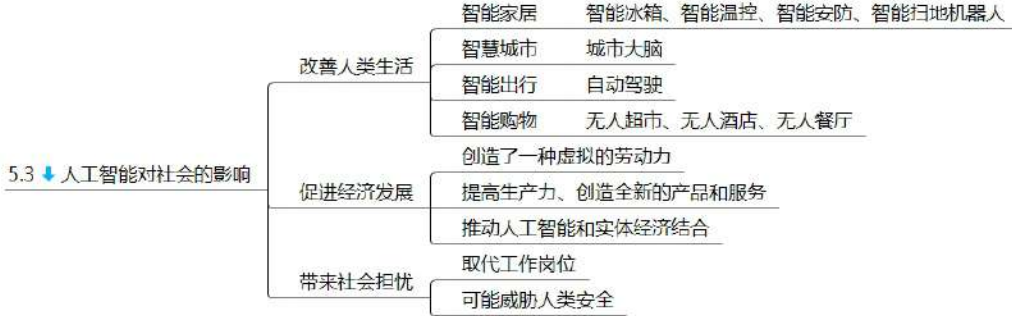 智能家居 智能冰箱、智能温控、智能安防、智能扫地机器人
智慧城市 城市大脑
改善人类生活
智能出行 自动驾驶
智能购物 无人超市、无人酒店、无人餐厅
创造了一种虚拟的劳动力
5.3 人工智能对社会的影响
促进经济发展 提高生产力、创造全新的产品和服务
推动人工智能和实体经济结合
取代工作岗位
带来社会担忧
可能威胁人类安全